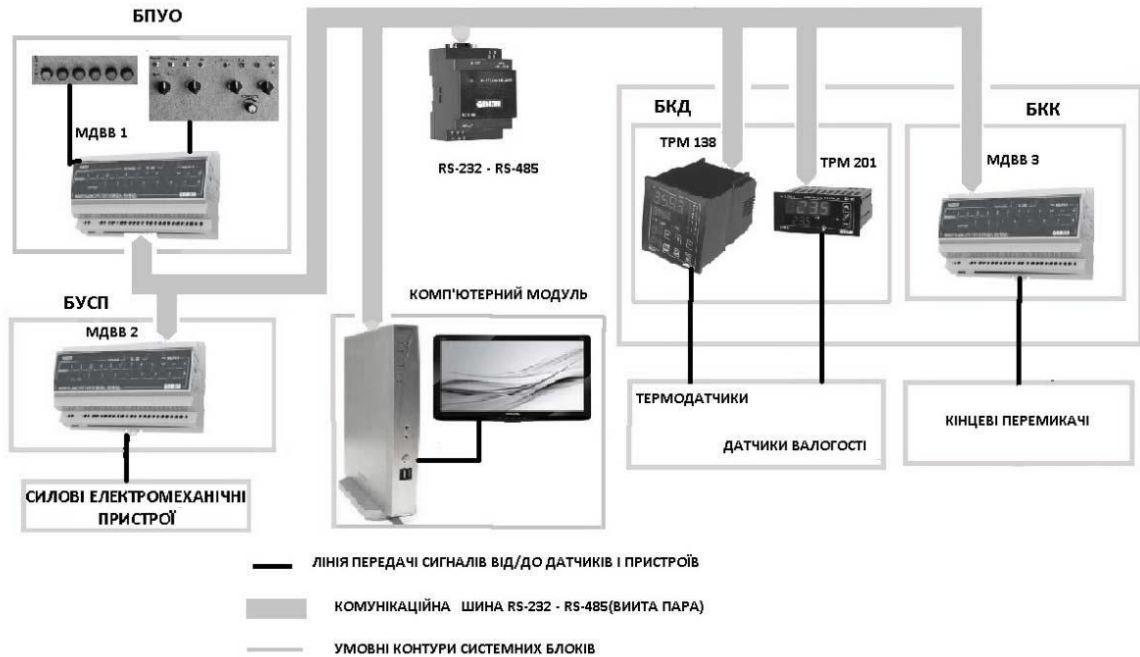 БПУО
МДВВ 1
RS-232 - RS-485
БКД
ТРМ 138
ТРМ 201
БКК
МДВВ 3
БУСП
МДВВ 2
КОМП'ЮТЕРНИЙ МОДУЛЬ
ТЕРМОДАТЧИКИ
ДАТЧИКИ ВАЛОГОСТІ
КІНЦЕВІ ПЕРЕМИКАЧІ
СИЛОВІ ЕЛЕКТРОМЕХАНІЧНІ
ПРИСТРОЇ
ЛІНІЯ ПЕРЕДАЧІ СИГНАЛІВ ВІД/ДО ДАТЧИКІВ І ПРИСТРОЇВ
КОМУНІКАЦІЙНА ШИНА RS-232 - RS-485(ВИИТА ПАРА)
УМОВНІ КОНТУРИ СИСТЕМНИХ БЛОКІВ